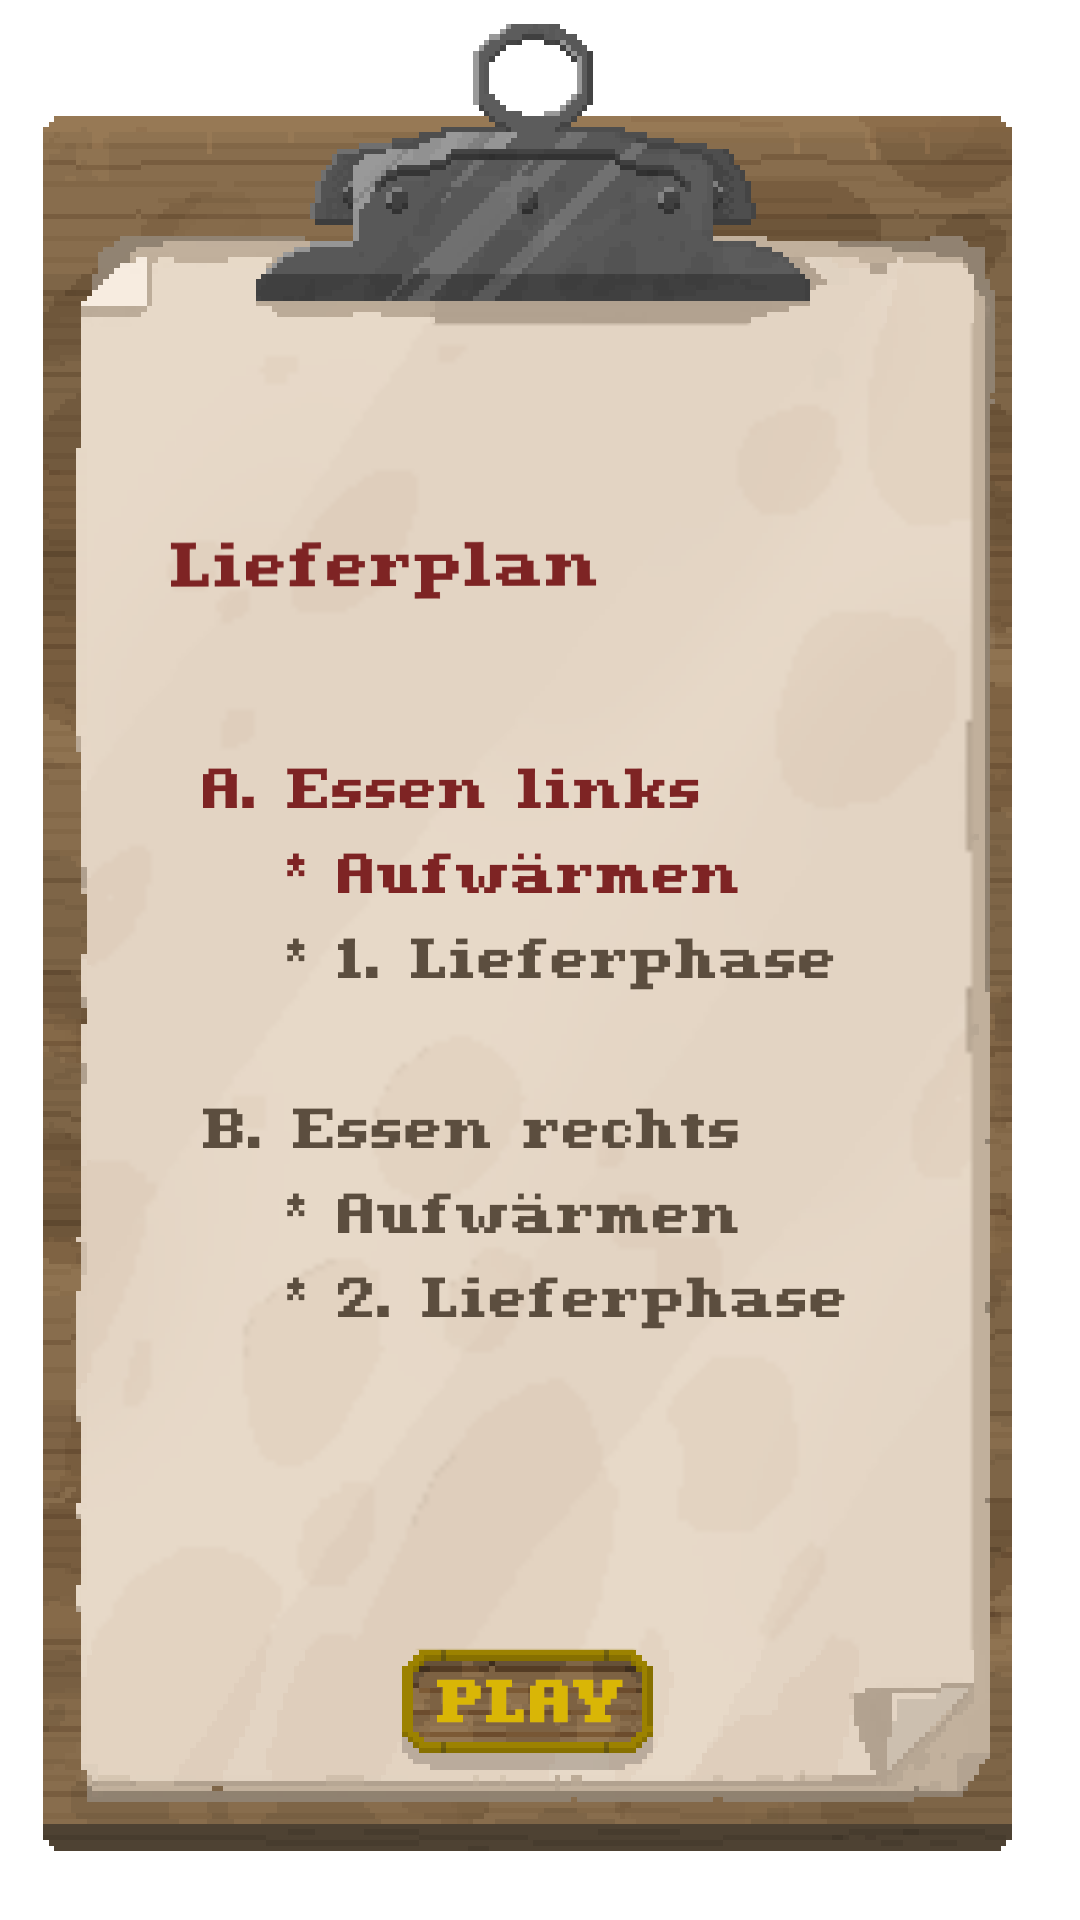 Lieferplan
A. Essen links
* Aufwärmen
* 1. Lieferphase
B. Essen rechts
* Aufwärmen
* 2. Lieferphase
PLAY